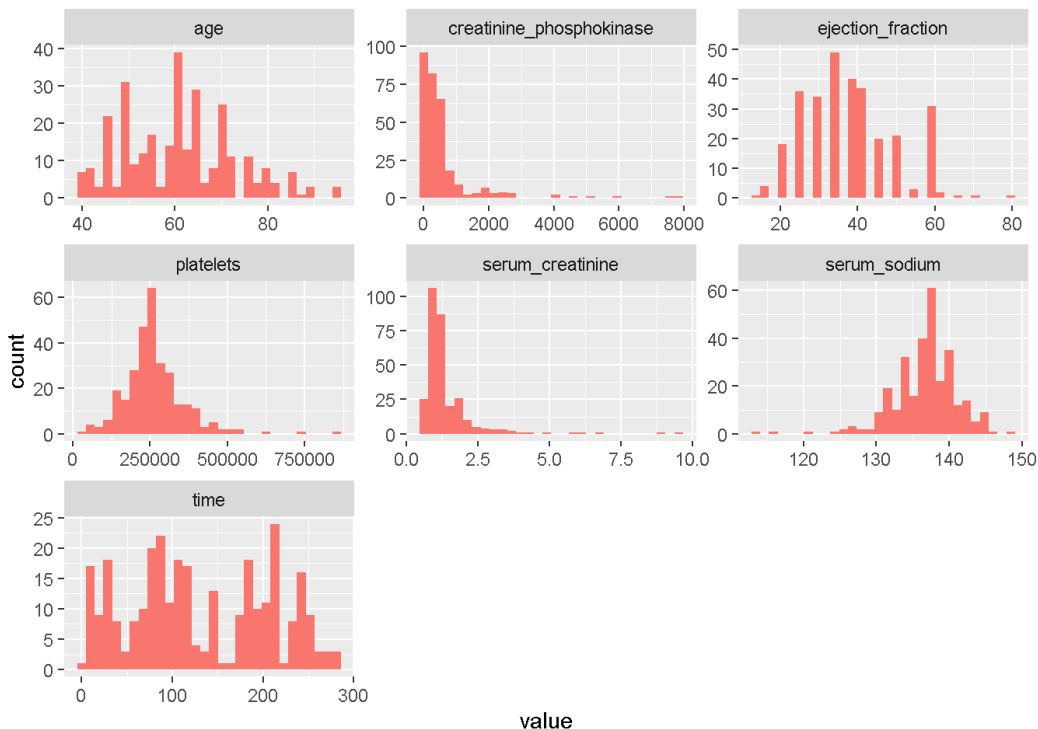 age
creatinine_phosphokinase
ejection_fraction
40
30
20
10
0
40 60 80
100
75
50
25
0
0 2000 4000 6000 8000
50
40
30
20
10
0
20 40 60 80
platelets
serum_creatinine
serum_sodium
60
40
20
0
0 250000 500000 750000
100
75
50
25
0
0.0 2.5 5.0 7.5 10.0
60
40
20
0
120 130 140 150
time
25
20
15
10
5
0
0 100 200 300
count
value